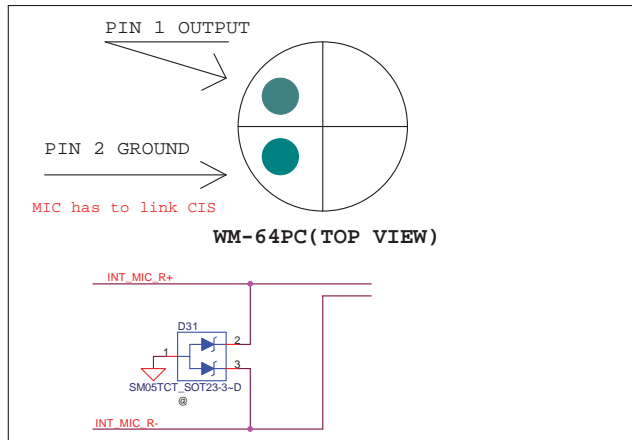 PIN 1 OUTPUT
PIN 2 GROUND
MIC has to link CIS
WM-64PC(TOP VIEW)
INT_MIC_R+
D31
1
2
3
SM05TCT_SOT23-3~D
@
INT_MIC_R-